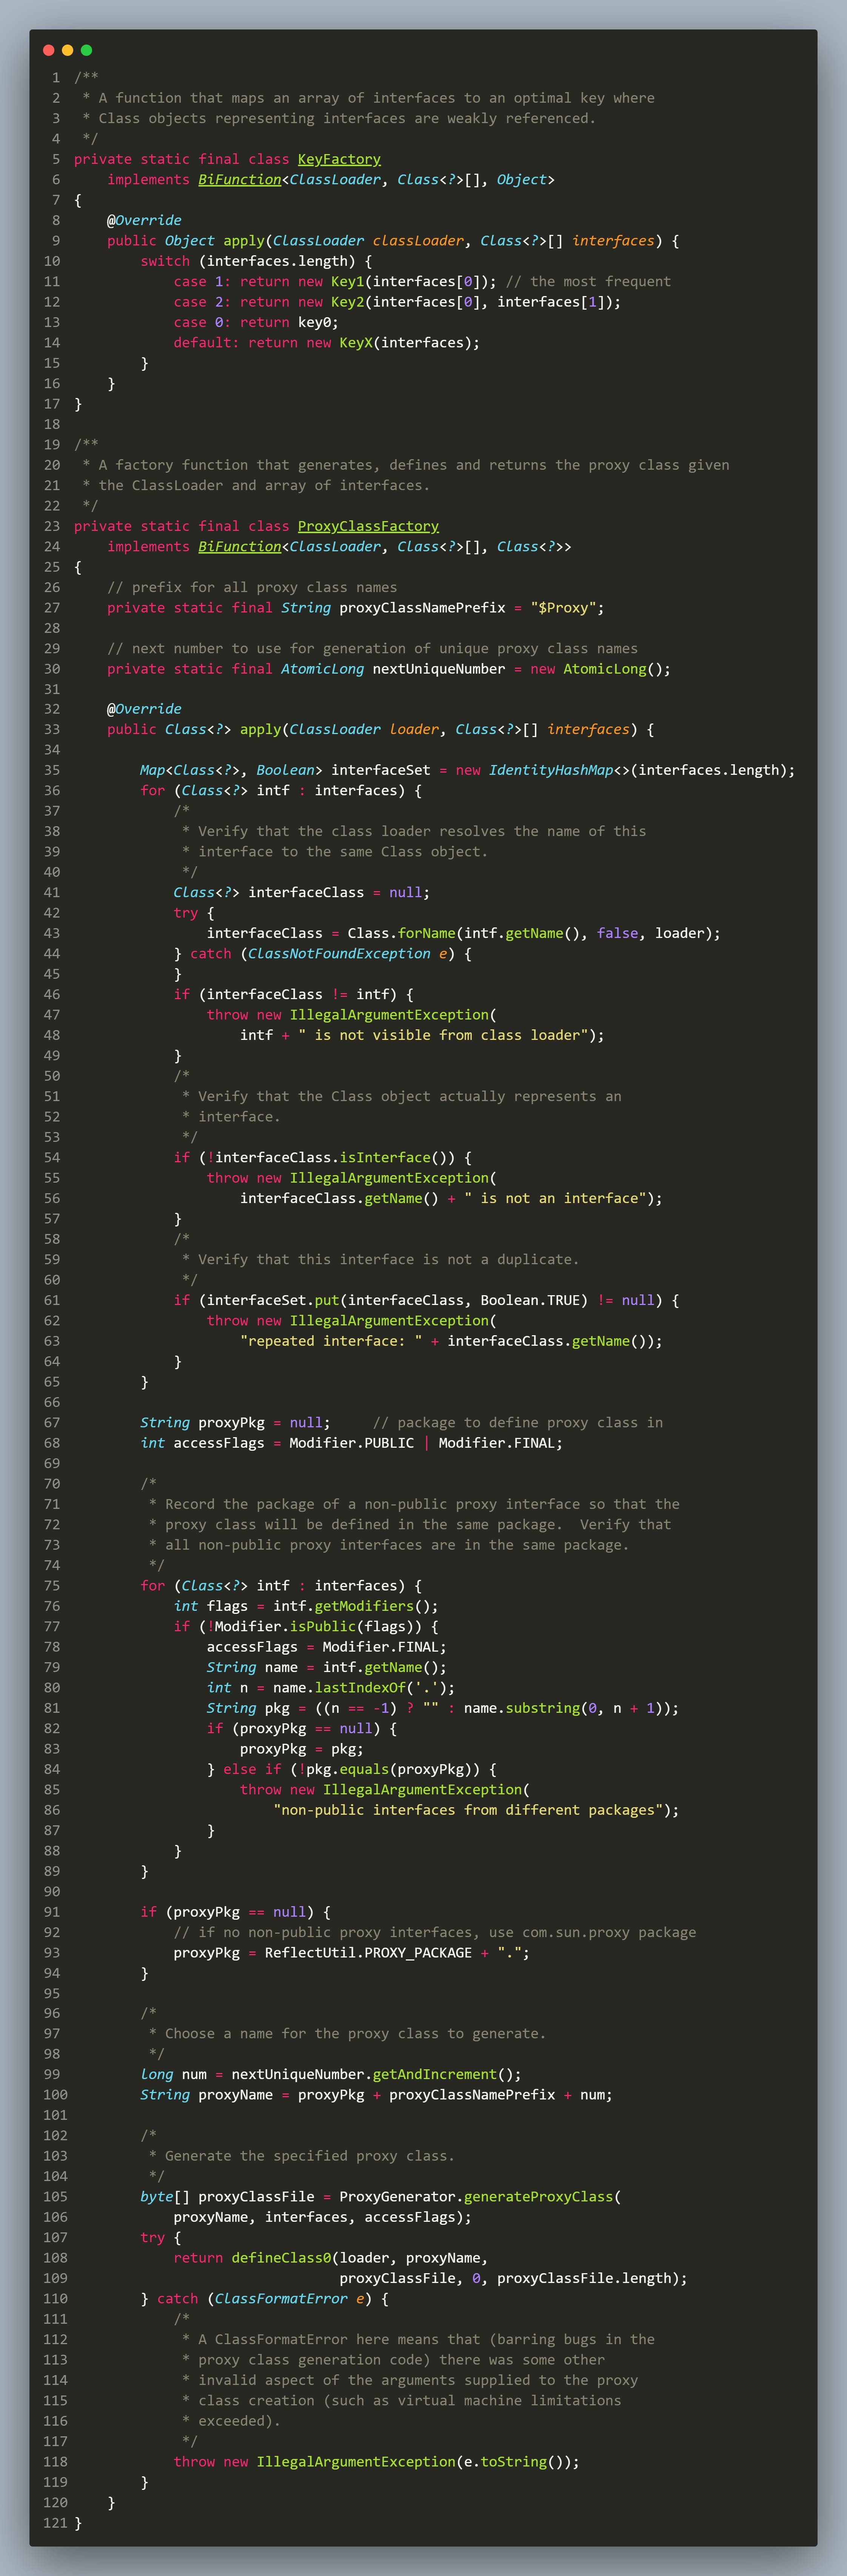 1 /**
2  * A function that maps an array of interfaces to an optimal key where
3  * Class objects representing interfaces are weakly referenced.
4  */
5 private static final class KeyFactory
6     implements BiFunction<ClassLoader, Class<?>[], Object>
7 {
8     @Override
9     public Object apply(ClassLoader classLoader, Class<?>[] interfaces) {
10         switch (interfaces.length) {
11             case 1: return new Key1(interfaces[0]); // the most frequent
12             case 2: return new Key2(interfaces[0], interfaces[1]);
13             case 0: return key0;
14             default: return new KeyX(interfaces);
15         }
16     }
17 }
18
19 /**
20  * A factory function that generates, defines and returns the proxy class given
21  * the ClassLoader and array of interfaces.
22  */
23 private static final class ProxyClassFactory
24     implements BiFunction<ClassLoader, Class<?>[], Class<?>>
25 {
26     // prefix for all proxy class names
27     private static final String proxyClassNamePrefix = "$Proxy";
28
29     // next number to use for generation of unique proxy class names
30     private static final AtomicLong nextUniqueNumber = new AtomicLong();
31
32     @Override
33     public Class<?> apply(ClassLoader loader, Class<?>[] interfaces) {
34
35         Map<Class<?>, Boolean> interfaceSet = new IdentityHashMap<>(interfaces.length);
36         for (Class<?> intf : interfaces) {
37             /*
38              * Verify that the class loader resolves the name of this
39              * interface to the same Class object.
40              */
41             Class<?> interfaceClass = null;
42             try {
43                 interfaceClass = Class.forName(intf.getName(), false, loader);
44             } catch (ClassNotFoundException e) {
45             }
46             if (interfaceClass != intf) {
47                 throw new IllegalArgumentException(
48                     intf + " is not visible from class loader");
49             }
50             /*
51              * Verify that the Class object actually represents an
52              * interface.
53              */
54             if (!interfaceClass.isInterface()) {
55                 throw new IllegalArgumentException(
56                     interfaceClass.getName() + " is not an interface");
57             }
58             /*
59              * Verify that this interface is not a duplicate.
60              */
61             if (interfaceSet.put(interfaceClass, Boolean.TRUE) != null) {
62                 throw new IllegalArgumentException(
63                     "repeated interface: " + interfaceClass.getName());
64             }
65         }
66
67         String proxyPkg = null;     // package to define proxy class in
68         int accessFlags = Modifier.PUBLIC | Modifier.FINAL;
69
70         /*
71          * Record the package of a non-public proxy interface so that the
72          * proxy class will be defined in the same package.  Verify that
73          * all non-public proxy interfaces are in the same package.
74          */
75         for (Class<?> intf : interfaces) {
76             int flags = intf.getModifiers();
77             if (!Modifier.isPublic(flags)) {
78                 accessFlags = Modifier.FINAL;
79                 String name = intf.getName();
80                 int n = name.lastIndexOf('.');
81                 String pkg = ((n == -1) ? "" : name.substring(0, n + 1));
82                 if (proxyPkg == null) {
83                     proxyPkg = pkg;
84                 } else if (!pkg.equals(proxyPkg)) {
85                     throw new IllegalArgumentException(
86                         "non-public interfaces from different packages");
87                 }
88             }
89         }
90
91         if (proxyPkg == null) {
92             // if no non-public proxy interfaces, use com.sun.proxy package
93             proxyPkg = ReflectUtil.PROXY_PACKAGE + ".";
94         }
95
96         /*
97          * Choose a name for the proxy class to generate.
98          */
99         long num = nextUniqueNumber.getAndIncrement();
100         String proxyName = proxyPkg + proxyClassNamePrefix + num;
101
102         /*
103          * Generate the specified proxy class.
104          */
105         byte[] proxyClassFile = ProxyGenerator.generateProxyClass(
106             proxyName, interfaces, accessFlags);
107         try {
108             return defineClass0(loader, proxyName,
109                                 proxyClassFile, 0, proxyClassFile.length);
110         } catch (ClassFormatError e) {
111             /*
112              * A ClassFormatError here means that (barring bugs in the
113              * proxy class generation code) there was some other
114              * invalid aspect of the arguments supplied to the proxy
115              * class creation (such as virtual machine limitations
116              * exceeded).
117              */
118             throw new IllegalArgumentException(e.toString());
119         }
120     }
121 }